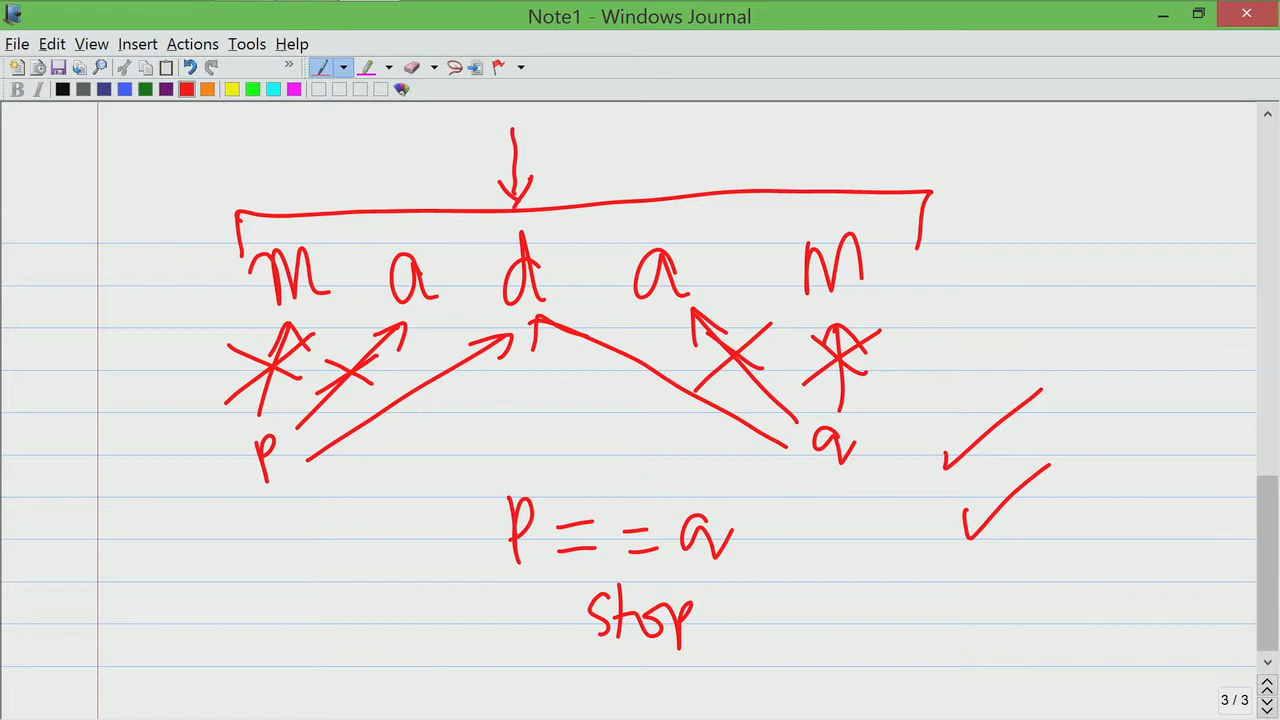 Note1 - Windows Journal
File Edit View Insert Actions Tools Help
B I
m a d a m
p q
P = = q
stop
3 / 3